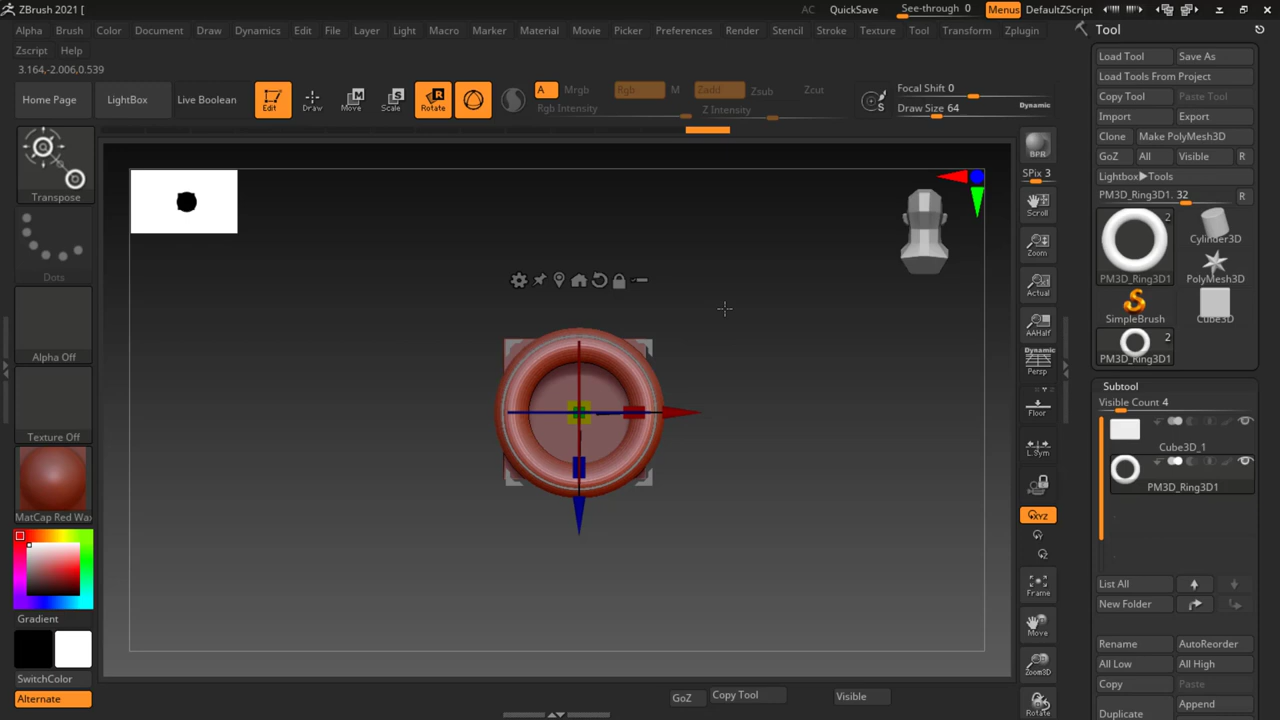 ZBrush 2021 [
AC QuickSave See-through 0 Menus DefaultZScript
Alpha Brush Color Document Draw Dynamics Edit File Layer Light Macro Marker Material Movie Picker Preferences Render Stencil Stroke Texture Tool Transform Zplugin
Zscript Help
3.164,-2.006,0.539
Home Page LightBox Live Boolean Edit Draw Move Scale Rotate
A Mrgb Rgb M Zadd Zsub Zcut
Rgb Intensity Z Intensity
Focal Shift 0
Draw Size 64 Dynamic
Transpose
Dots
Alpha Off
Texture Off
MatCap Red Wax
Gradient
SwitchColor
Alternate
BPR
SPix 3
Scroll
Zoom
Actual
AAHalf
Dynamic
Persp
Floor
L.Sym
XYZ
Y
Z
Frame
Move
Zoom3D
Rotate
GoZ Copy Tool Visible
Tool
Load Tool Save As
Load Tools From Project
Copy Tool Paste Tool
Import Export
Clone Make PolyMesh3D
GoZ All Visible R
Lightbox▶Tools
PM3D_Ring3D1. 32 R
2
PM3D_Ring3D1 Cylinder3D
PolyMesh3D
SimpleBrush Cube3D
2
PM3D_Ring3D1
Subtool
Visible Count 4
Cube3D_1
PM3D_Ring3D1
List All
New Folder
Rename AutoReorder
All Low All High
Copy Paste
Duplicate Append